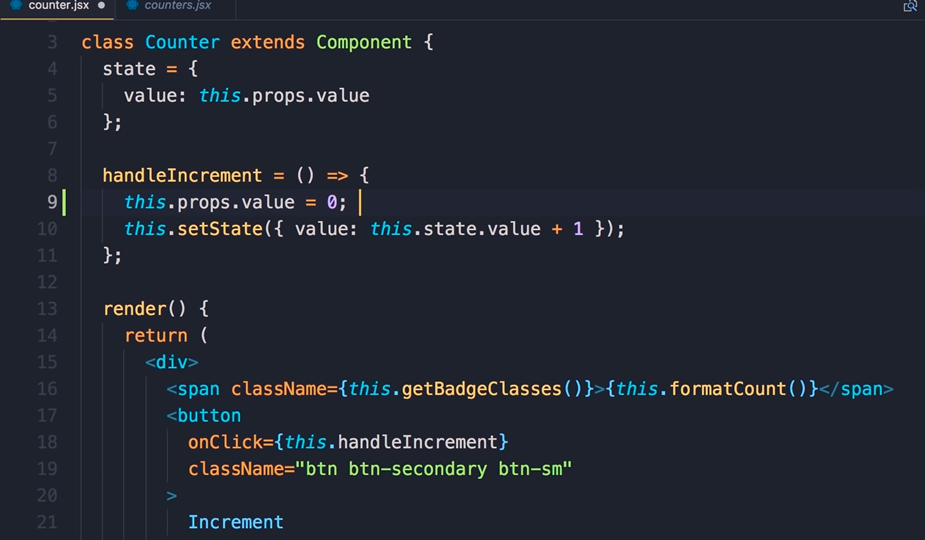 counter.jsx counters.jsx
3 class Counter extends Component {
4 state = {
5 value: this.props.value
6 };
7
8 handleIncrement = () => {
9 this.props.value = 0;
10 this.setState({ value: this.state.value + 1 });
11 };
12
13 render() {
14 return (
15 <div>
16 <span className={this.getBadgeClasses()}>{this.formatCount()}</span>
17 <button
18 onClick={this.handleIncrement}
19 className="btn btn-secondary btn-sm"
20 >
21 Increment